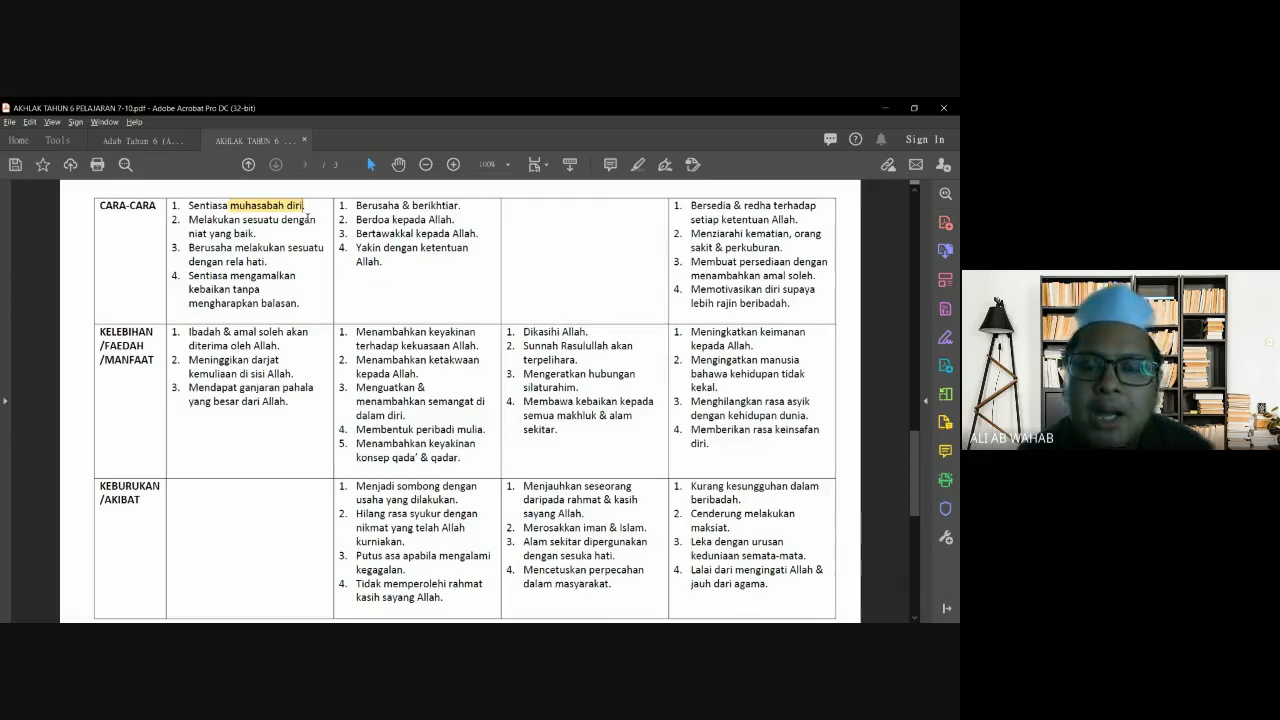 AKHLAK TAHUN 6 PELAJARAN 7-10.pdf - Adobe Acrobat Pro DC (32-bit)
File Edit View Sign Window Help
Home Tools Adab Tahun 6 (A... AKHLAK TAHUN 6 ... × Sign In
3 / 3 100%
CARA-CARA
1. Sentiasa muhasabah diri.
2. Melakukan sesuatu dengan
niat yang baik.
3. Berusaha melakukan sesuatu
dengan rela hati.
4. Sentiasa mengamalkan
kebaikan tanpa
mengharapkan balasan.
1. Berusaha & berikhtiar.
2. Berdoa kepada Allah.
3. Bertawakkal kepada Allah.
4. Yakin dengan ketentuan
Allah.
1. Bersedia & redha terhadap
setiap ketentuan Allah.
2. Menziarahi kematian, orang
sakit & perkuburan.
3. Membuat persediaan dengan
menambahkan amal soleh.
4. Memotivasikan diri supaya
lebih rajin beribadah.
KELEBIHAN
/FAEDAH
/MANFAAT
1. Ibadah & amal soleh akan
diterima oleh Allah.
2. Meninggikan darjat
kemuliaan di sisi Allah.
3. Mendapat ganjaran pahala
yang besar dari Allah.
1. Menambahkan keyakinan
terhadap kekuasaan Allah.
2. Menambahkan ketakwaan
kepada Allah.
3. Menguatkan &
menambahkan semangat di
dalam diri.
4. Membentuk peribadi mulia.
5. Menambahkan keyakinan
konsep qada’ & qadar.
1. Dikasihi Allah.
2. Sunnah Rasulullah akan
terpelihara.
3. Mengeratkan hubungan
silaturahim.
4. Membawa kebaikan kepada
semua makhluk & alam
sekitar.
1. Meningkatkan keimanan
kepada Allah.
2. Mengingatkan manusia
bahawa kehidupan tidak
kekal.
3. Menghilangkan rasa asyik
dengan kehidupan dunia.
4. Memberikan rasa keinsafan
diri.
KEBURUKAN
/AKIBAT
1. Menjadi sombong dengan
usaha yang dilakukan.
2. Hilang rasa syukur dengan
nikmat yang telah Allah
kurniakan.
3. Putus asa apabila mengalami
kegagalan.
4. Tidak memperolehi rahmat
kasih sayang Allah.
1. Menjauhkan seseorang
daripada rahmat & kasih
sayang Allah.
2. Merosakkan iman & Islam.
3. Alam sekitar dipergunakan
dengan sesuka hati.
4. Mencetuskan perpecahan
dalam masyarakat.
1. Kurang kesungguhan dalam
beribadah.
2. Cenderung melakukan
maksiat.
3. Leka dengan urusan
keduniaan semata-mata.
4. Lalai dari mengingati Allah &
jauh dari agama.
ALI AB WAHAB